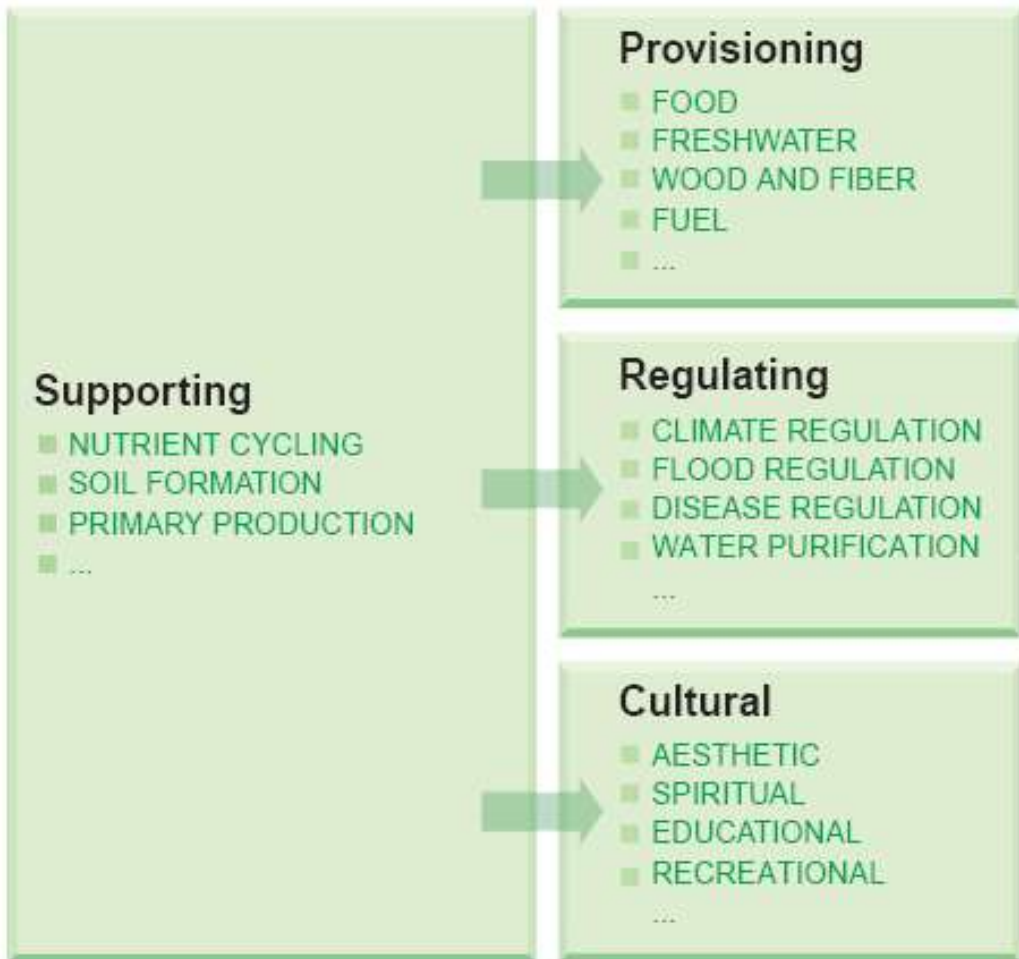 Supporting
NUTRIENT CYCLING
SOIL FORMATION
PRIMARY PRODUCTION
...
Provisioning
FOOD
FRESHWATER
WOOD AND FIBER
FUEL
...
Regulating
CLIMATE REGULATION
FLOOD REGULATION
DISEASE REGULATION
WATER PURIFICATION
...
Cultural
AESTHETIC
SPIRITUAL
EDUCATIONAL
RECREATIONAL
...